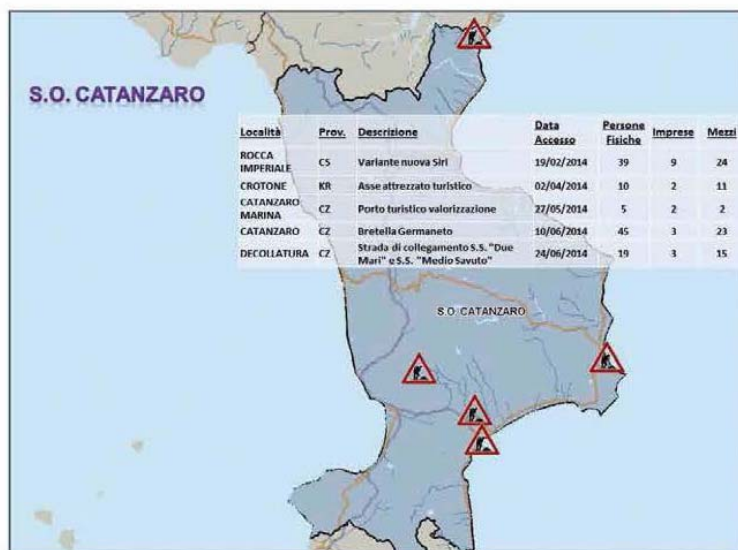 S.O. CATANZARO
Località Prov. Descrizione Data Accesso Persone Fisiche Imprese Mezzi
ROCCA IMPERIALE CS Variante nuova Siri 19/02/2014 39 9 24
CROTONE KR Asse attrezzato turistico 02/04/2014 10 2 11
CATANZARO MARINA CZ Porto turistico valorizzazione 27/05/2014 5 2 2
CATANZARO CZ Bretella Germaneto 10/06/2014 45 3 23
DECOLLATURA CZ Strada di collegamento S.S. "Due Mari" e S.S. "Medio Savuto" 24/06/2014 19 3 15
S.O. CATANZARO